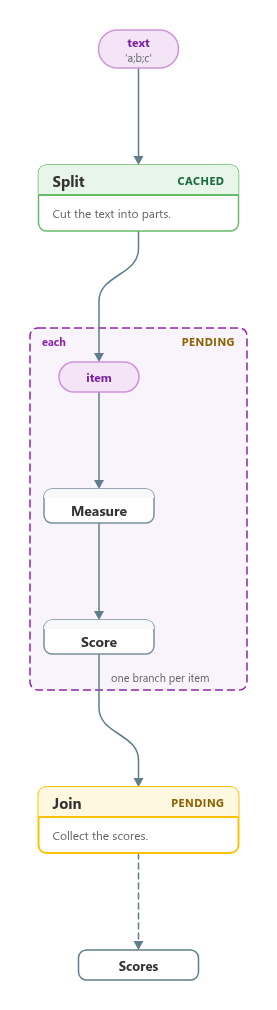 text
'a;b;c'
Split CACHED
Cut the text into parts.
each PENDING
item
Measure
Score
one branch per item
Join PENDING
Collect the scores.
Scores